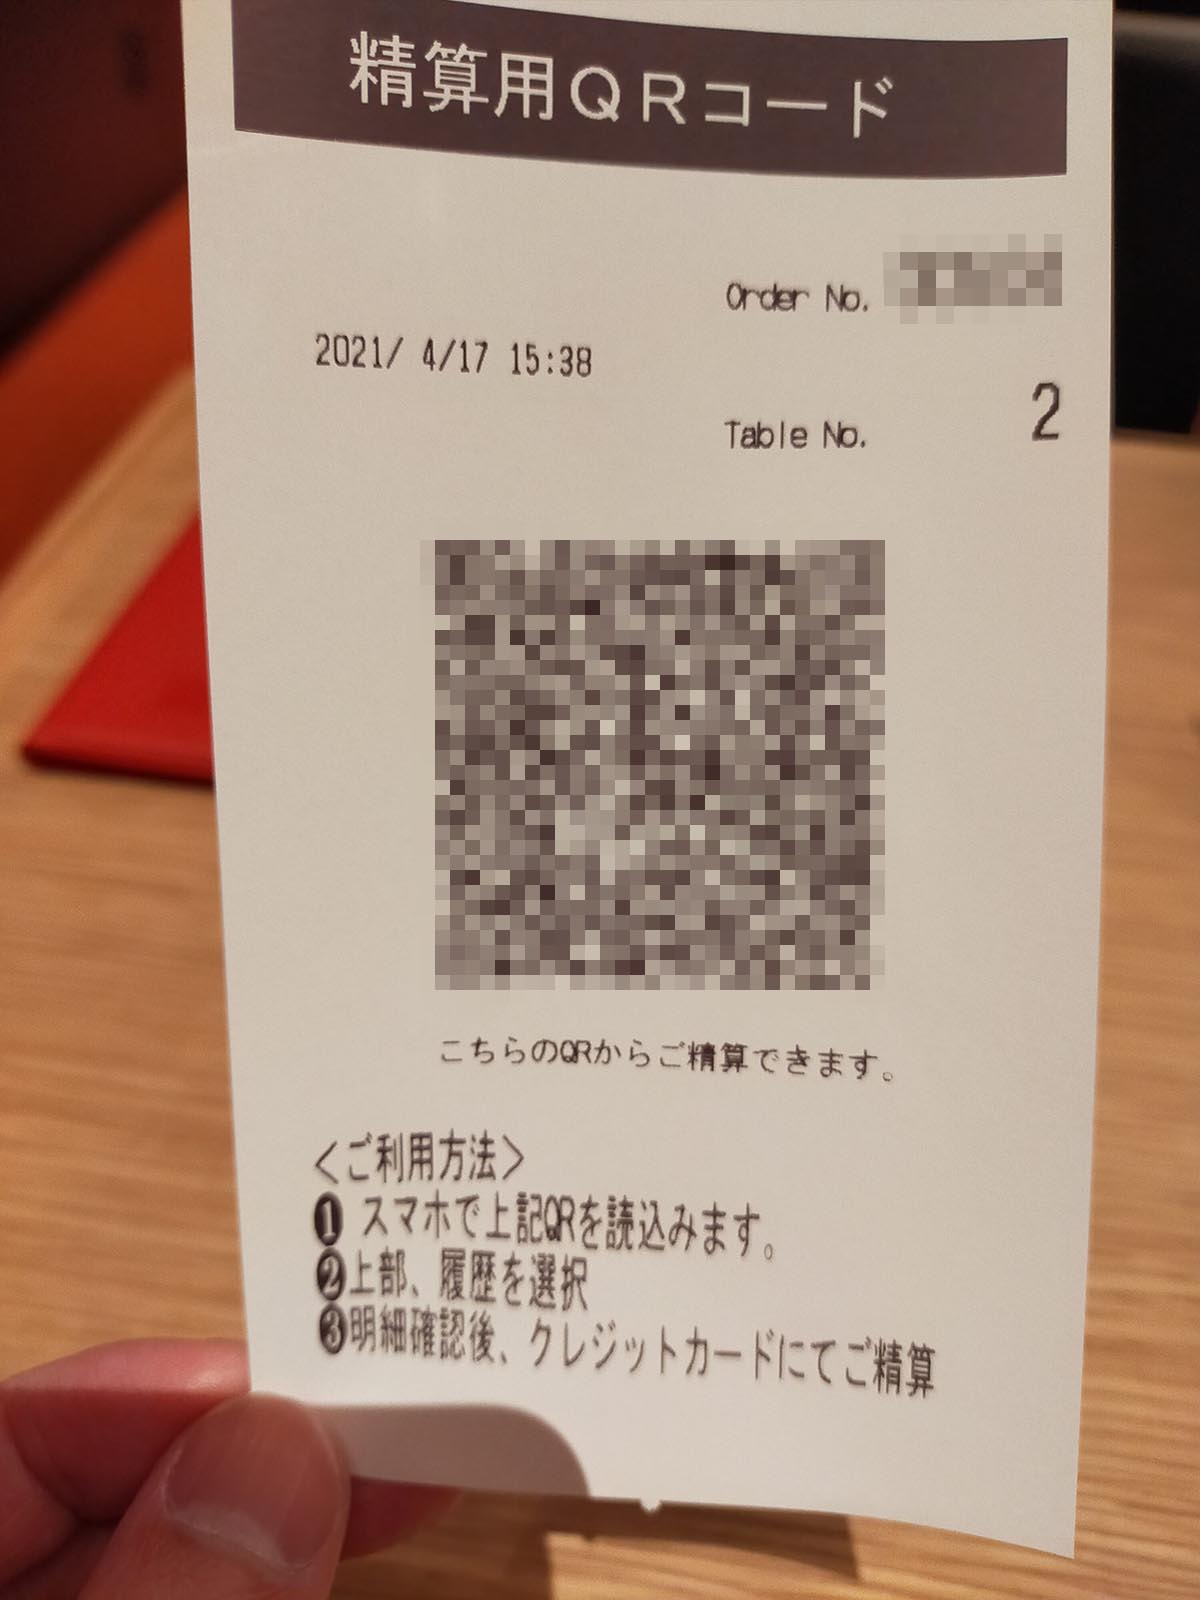 精算用QRコード
Order No.
2021/ 4/17 15:38
Table No. 2
こちらのQRからご精算できます。
＜ご利用方法＞
❶ スマホで上記QRを読込みます。
❷上部、履歴を選択
❸明細確認後、クレジットカードにてご精算